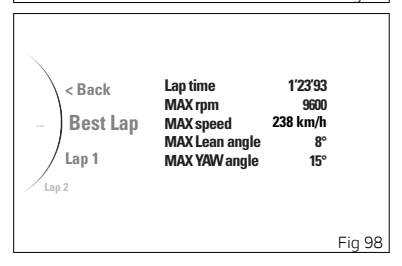 < Back
Lap time 1'23'93
MAX rpm 9600
... Best Lap MAX speed 238 km/h
MAX Lean angle 8°
Lap 1 MAX YAW angle 15°
Lap 2
Fig 98